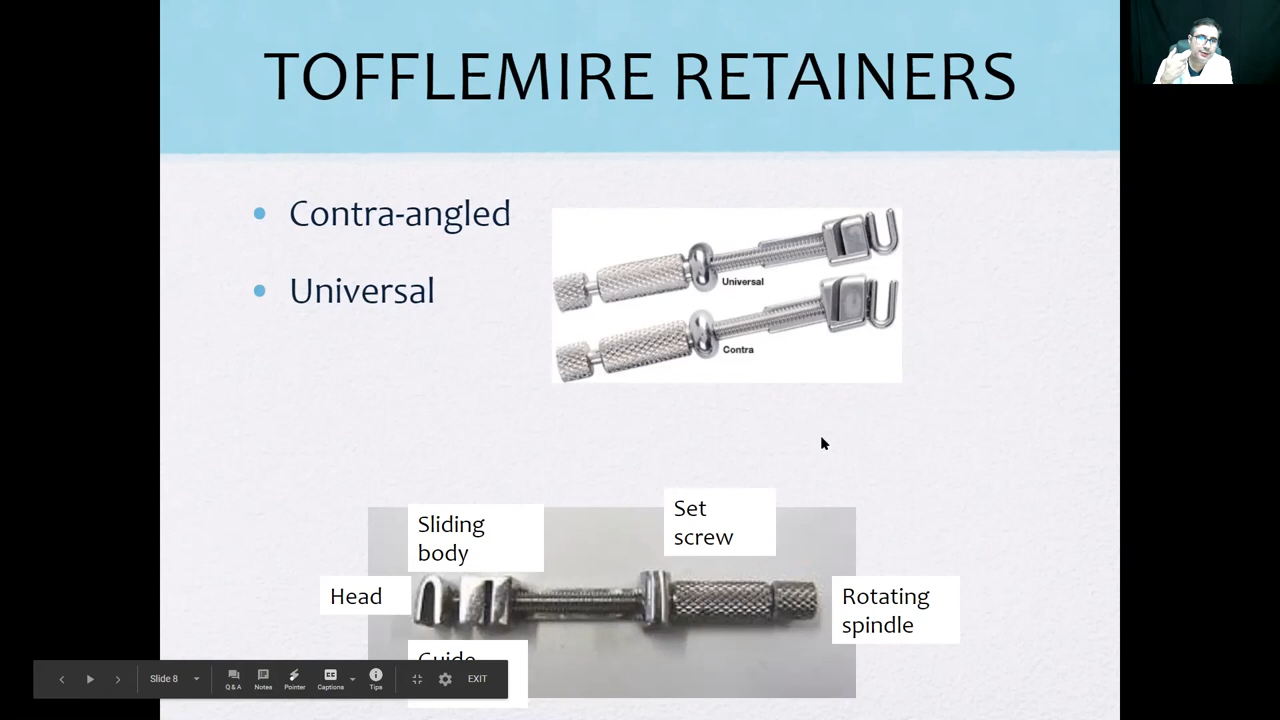 TOFFLEMIRE RETAINERS
• Contra-angled
• Universal
Universal
Contra
Sliding
body
Set
screw
Head
Rotating
spindle
Guide
Slide 8
Q & A
Notes
Pointer
Captions
Tips
EXIT